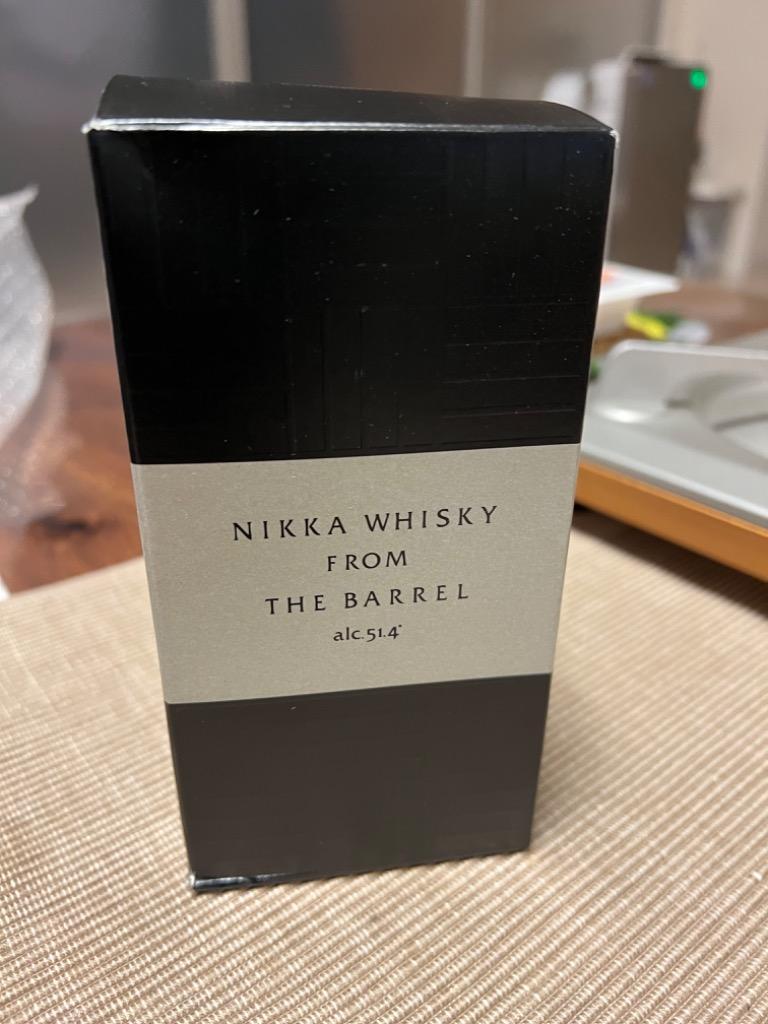 NIKKA WHISKY
FROM
THE BARREL
alc.51.4°